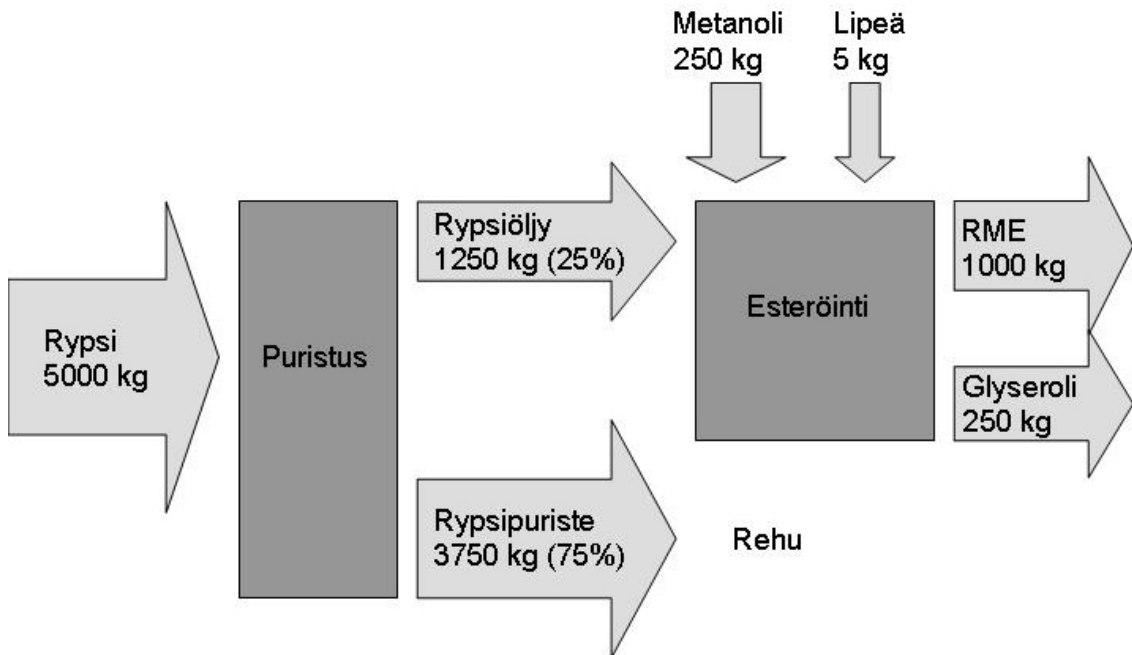 Metanoli
250 kg
Lipeä
5 kg
Rypsi
5000 kg
Puristus
Rypsiöljy
1250 kg (25%)
Esteröinti
RME
1000 kg
Glyseroli
250 kg
Rypsipuriste
3750 kg (75%)
Rehu